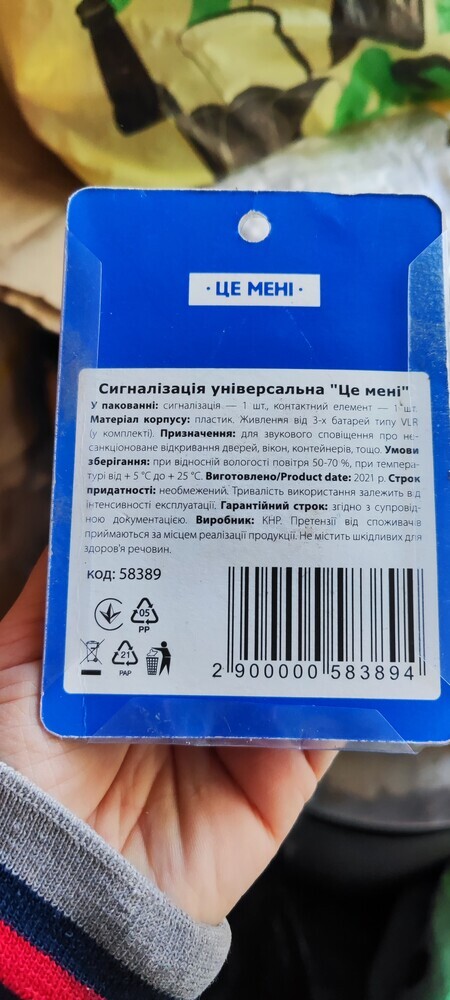 · ЦЕ МЕНІ ·
Сигналізація універсальна "Це мені"
У пакованні: сигналізація — 1 шт., контактний елемент — 1 шт.
Матеріал корпусу: пластик. Живлення від 3-х батарей типу VLR
(у комплекті). Призначення: для звукового сповіщення про не-
санкціоноване відкривання дверей, вікон, контейнерів, тощо. Умови
зберігання: при відносній вологості повітря 50-70 %, при темпера-
турі від + 5 °С до + 25 °С. Виготовлено/Product date: 2021 р. Строк
придатності: необмежений. Тривалість використання залежить від
інтенсивності експлуатації. Гарантійний строк: згідно з супровід-
ною документацією. Виробник: КНР. Претензії від споживачів
приймаються за місцем реалізації продукції. Не містить шкідливих для
здоров'я речовин.
код: 58389
05
PP
21
PAP
2 900000 583894